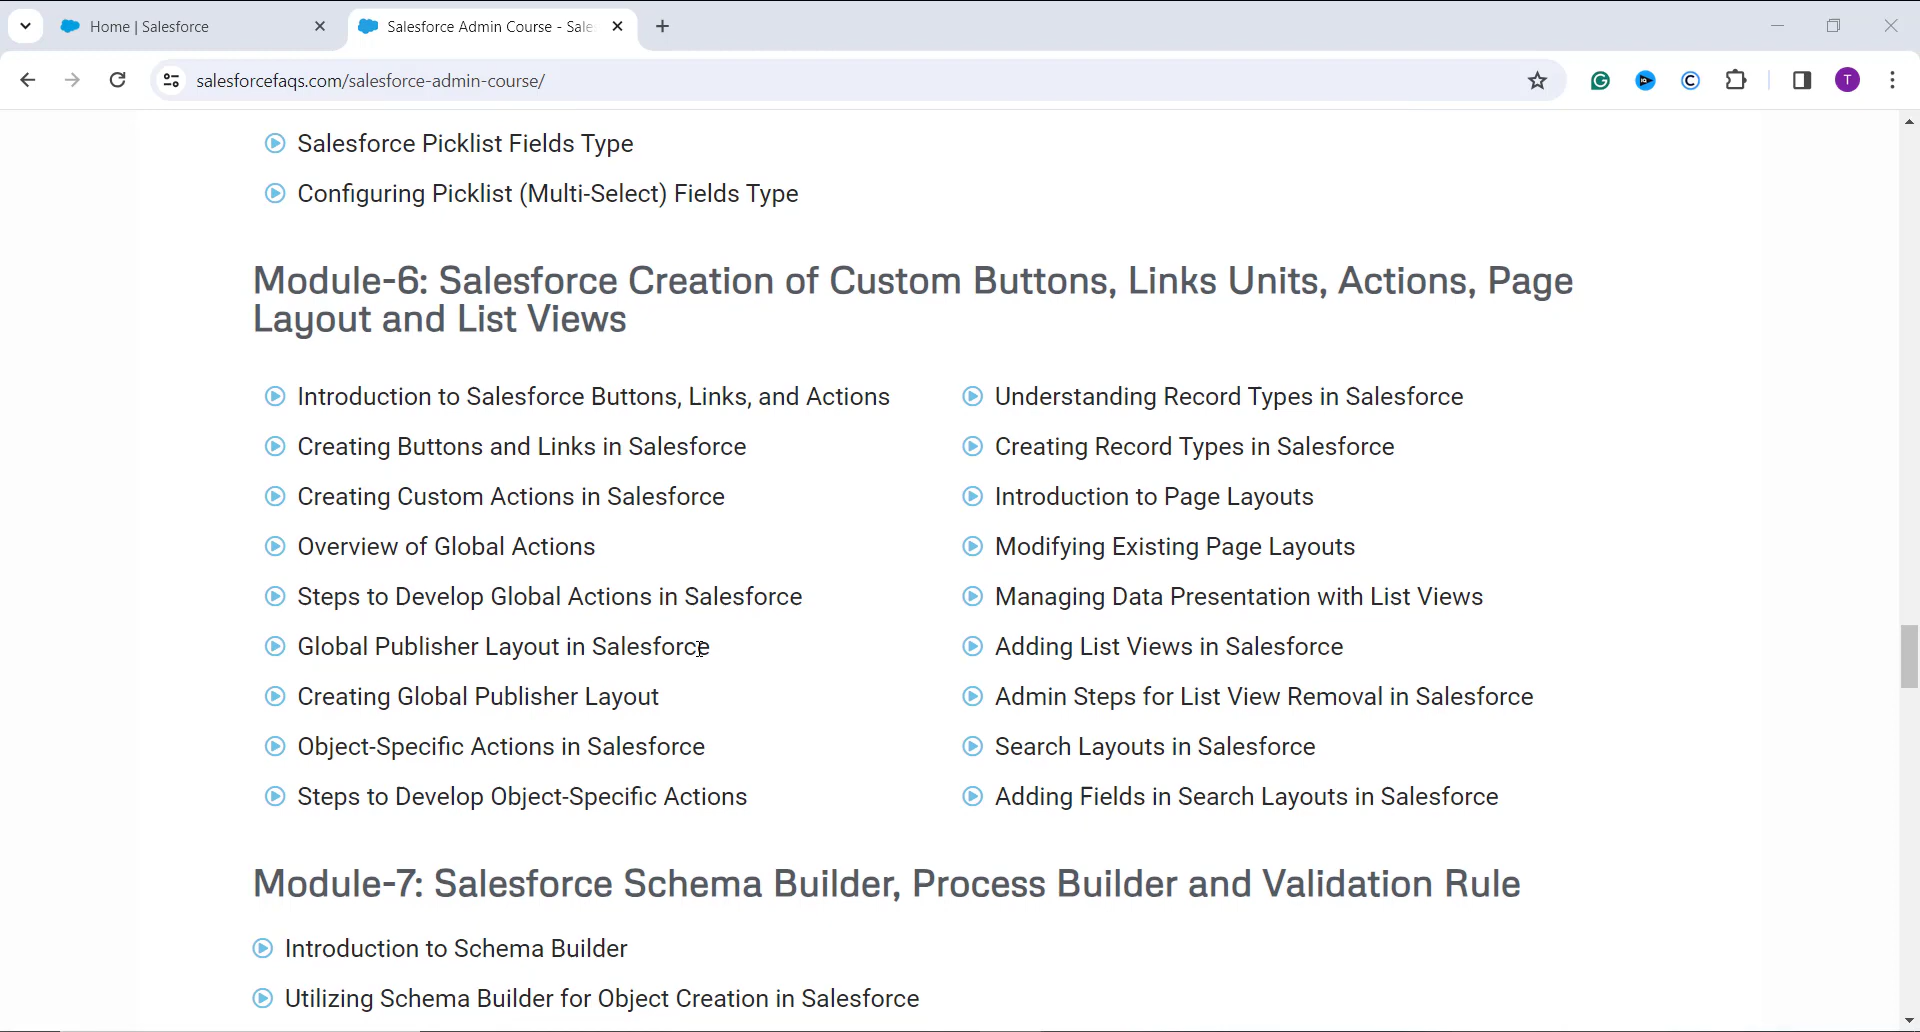 Home | Salesforce
Salesforce Admin Course - Sale
salesforcefaqs.com/salesforce-admin-course/
T
Salesforce Picklist Fields Type
Configuring Picklist (Multi-Select) Fields Type
Module-6: Salesforce Creation of Custom Buttons, Links Units, Actions, Page
Layout and List Views
Introduction to Salesforce Buttons, Links, and Actions
Creating Buttons and Links in Salesforce
Creating Custom Actions in Salesforce
Overview of Global Actions
Steps to Develop Global Actions in Salesforce
Global Publisher Layout in Salesforce
Creating Global Publisher Layout
Object-Specific Actions in Salesforce
Steps to Develop Object-Specific Actions
Understanding Record Types in Salesforce
Creating Record Types in Salesforce
Introduction to Page Layouts
Modifying Existing Page Layouts
Managing Data Presentation with List Views
Adding List Views in Salesforce
Admin Steps for List View Removal in Salesforce
Search Layouts in Salesforce
Adding Fields in Search Layouts in Salesforce
Module-7: Salesforce Schema Builder, Process Builder and Validation Rule
Introduction to Schema Builder
Utilizing Schema Builder for Object Creation in Salesforce